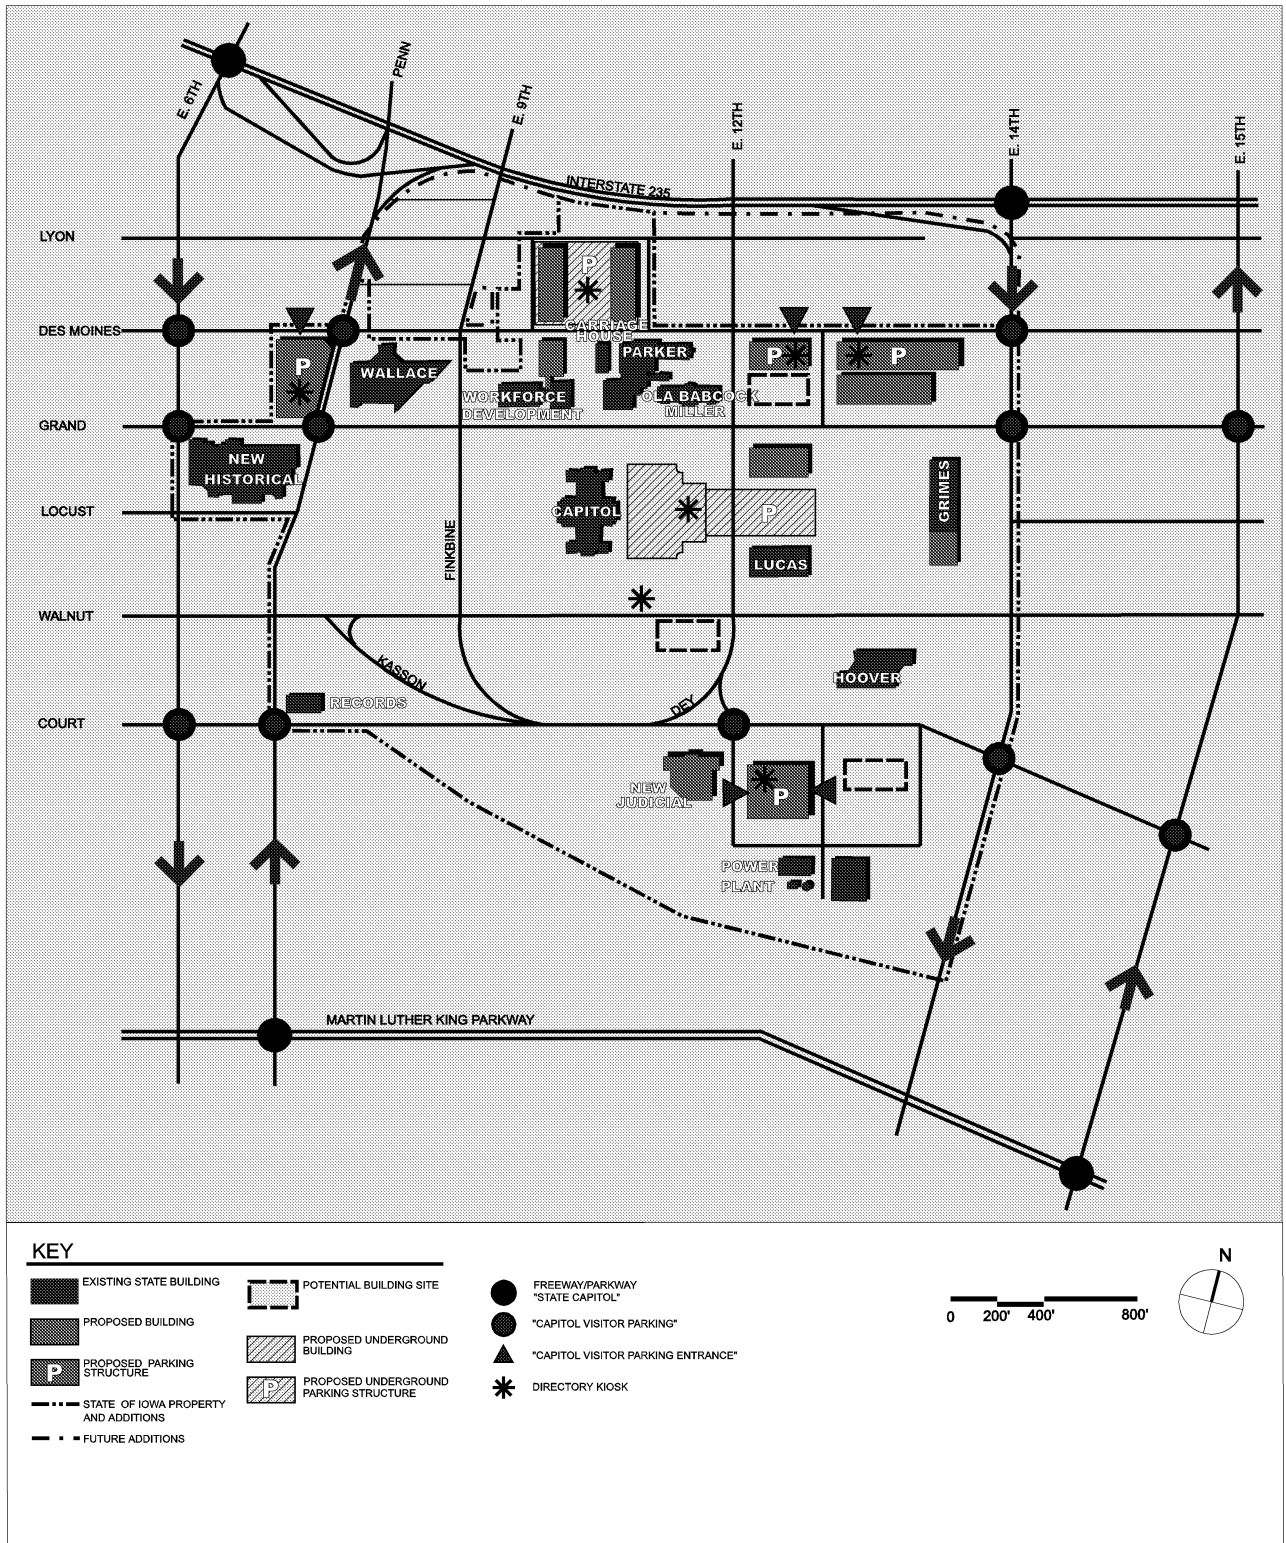 PENN
E. 6TH
E. 9TH
E. 12TH
E. 14TH
E. 15TH
INTERSTATE 235
LYON
P
CARRIAGE
HOUSE
DES MOINES
P
WALLACE
PARKER
P
P
WORKFORCE
DEVELOPMENT
OLA BABCOCK
MILLER
GRAND
NEW
HISTORICAL
LOCUST
CAPITOL
P
GRIMES
FINKBINE
LUCAS
WALNUT
KASSON
HOOVER
RECORDS
DEY
COURT
NEW
JUDICIAL
P
POWER
PLANT
MARTIN LUTHER KING PARKWAY
KEY
EXISTING STATE BUILDING
PROPOSED BUILDING
P
PROPOSED PARKING
STRUCTURE
STATE OF IOWA PROPERTY
AND ADDITIONS
FUTURE ADDITIONS
POTENTIAL BUILDING SITE
PROPOSED UNDERGROUND
BUILDING
P
PROPOSED UNDERGROUND
PARKING STRUCTURE
FREEWAY/PARKWAY
"STATE CAPITOL"
"CAPITOL VISITOR PARKING"
"CAPITOL VISITOR PARKING ENTRANCE"
DIRECTORY KIOSK
0 200' 400' 800'
N